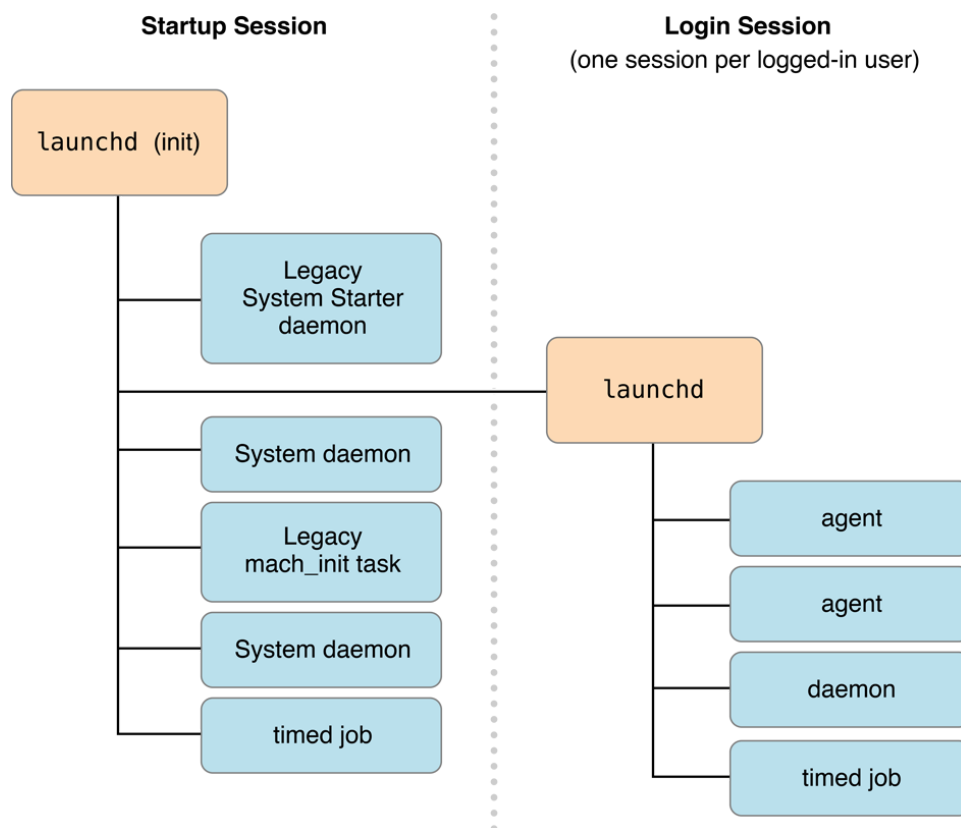 Startup Session
launchd (init)
Legacy
System Starter
daemon
System daemon
Legacy
mach_init task
System daemon
timed job
Login Session
(one session per logged-in user)
launchd
agent
agent
daemon
timed job